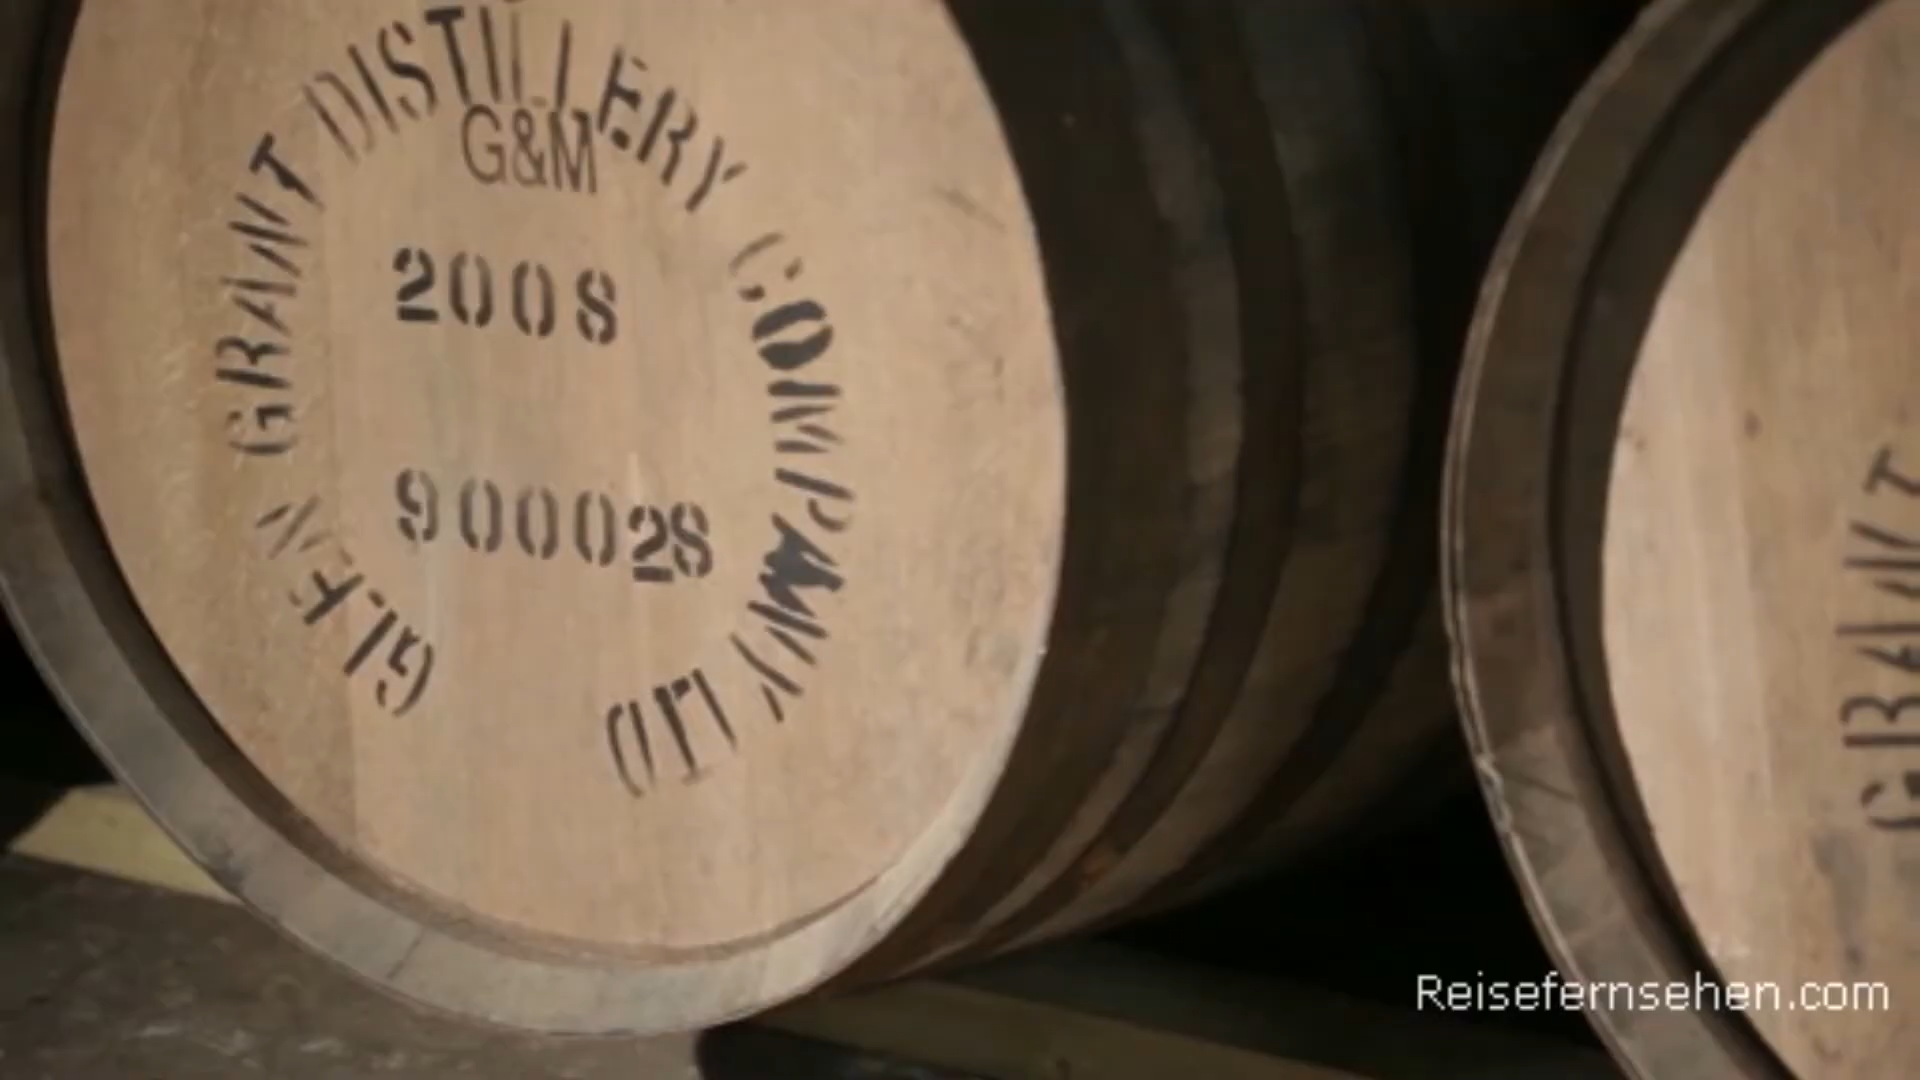 GLEN GRANT DISTILLERY COMPANY LTD
G&M
2008
900028
GRANT
Reisefernsehen.com